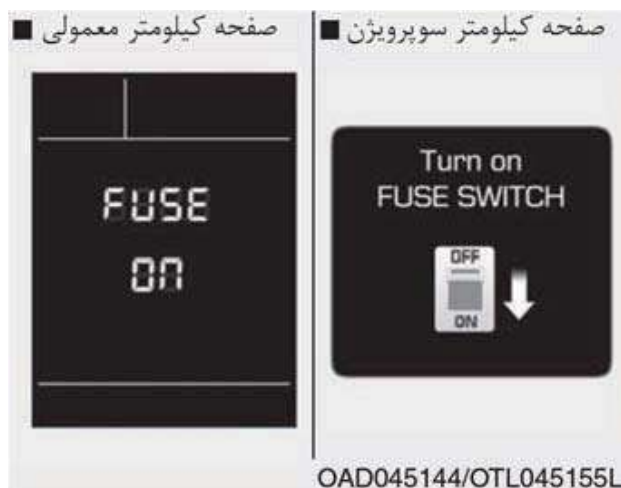 صفحه کیلومتر سوپرویژن ■
صفحه کیلومتر معمولی ■
Turn on
FUSE SWITCH
OFF
ON
FUSE
ON
OAD045144/OTL045155L